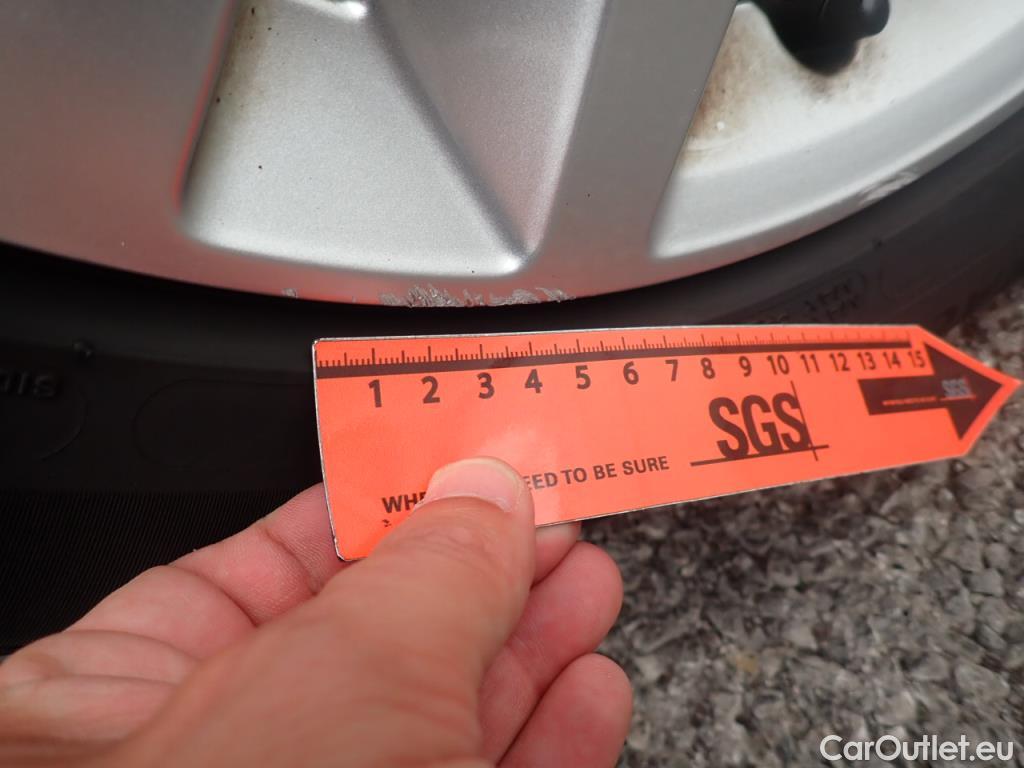 1 2 3 4 5 6 7 8 9 10 11 12 13 14 15
SGS
SGS
EED TO BE SURE
CarOutlet.eu